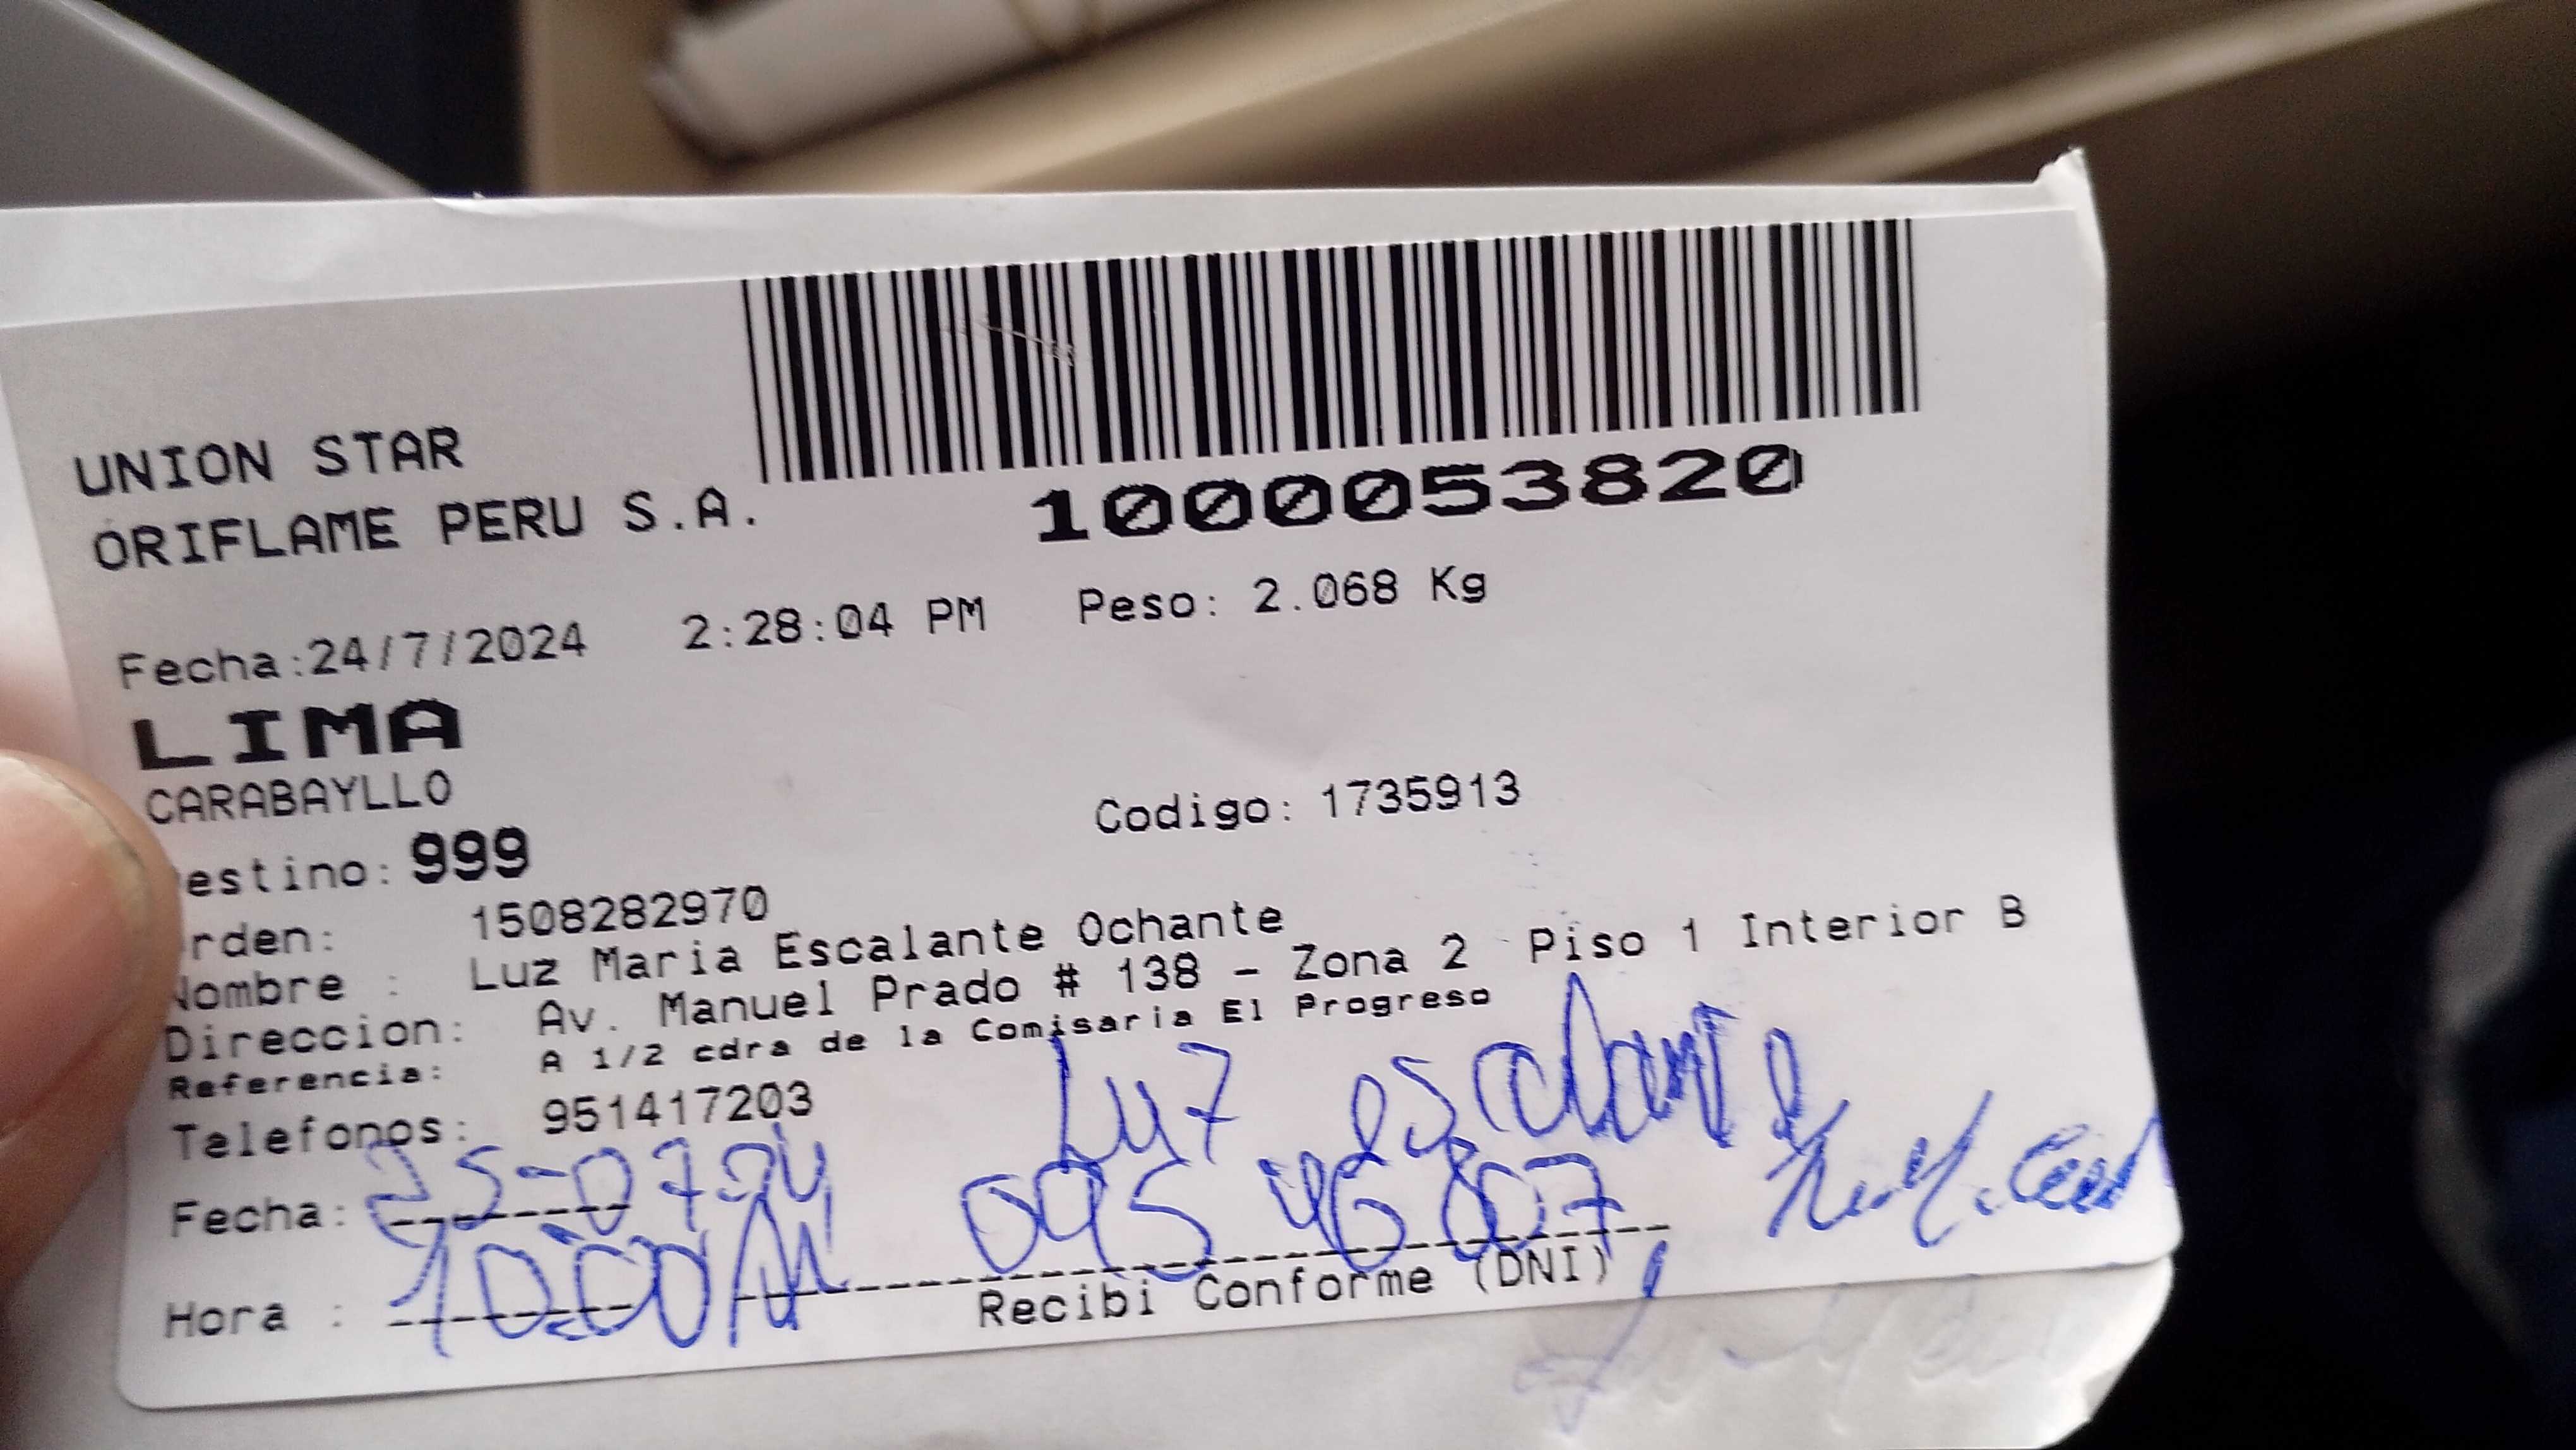 UNION STAR
ORIFLAME PERU S.A.
1000053820
Fecha:24/7/2024 2:28:04 PM Peso: 2.068 Kg
LIMA
CARABAYLLO
Codigo: 1735913
estino: 999
rden: 1508282970
Nombre : Luz Maria Escalante Ochante
Direccion: Av. Manuel Prado # 138 - Zona 2 Piso 1 Interior B
Referencia: A 1/2 cdra de la Comisaria El Progreso
Telefonos: 951417203
Luz escalante
Fecha: 25-07-24
Hora : 10:00 AM
Recibi Conforme (DNI)